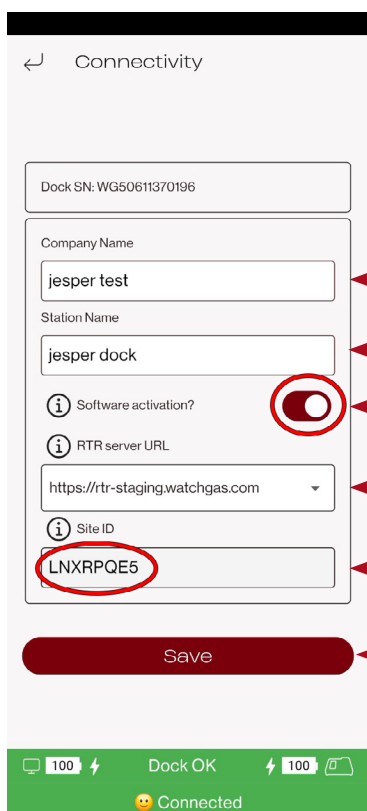 Connectivity
Dock SN: WG50611370196
Company Name
jesper test
Station Name
jesper dock
i Software activation?
i RTR server URL
https://rtr-staging.watchgas.com
i Site ID
LNXRPQE5
Save
100 Dock OK 100
Connected